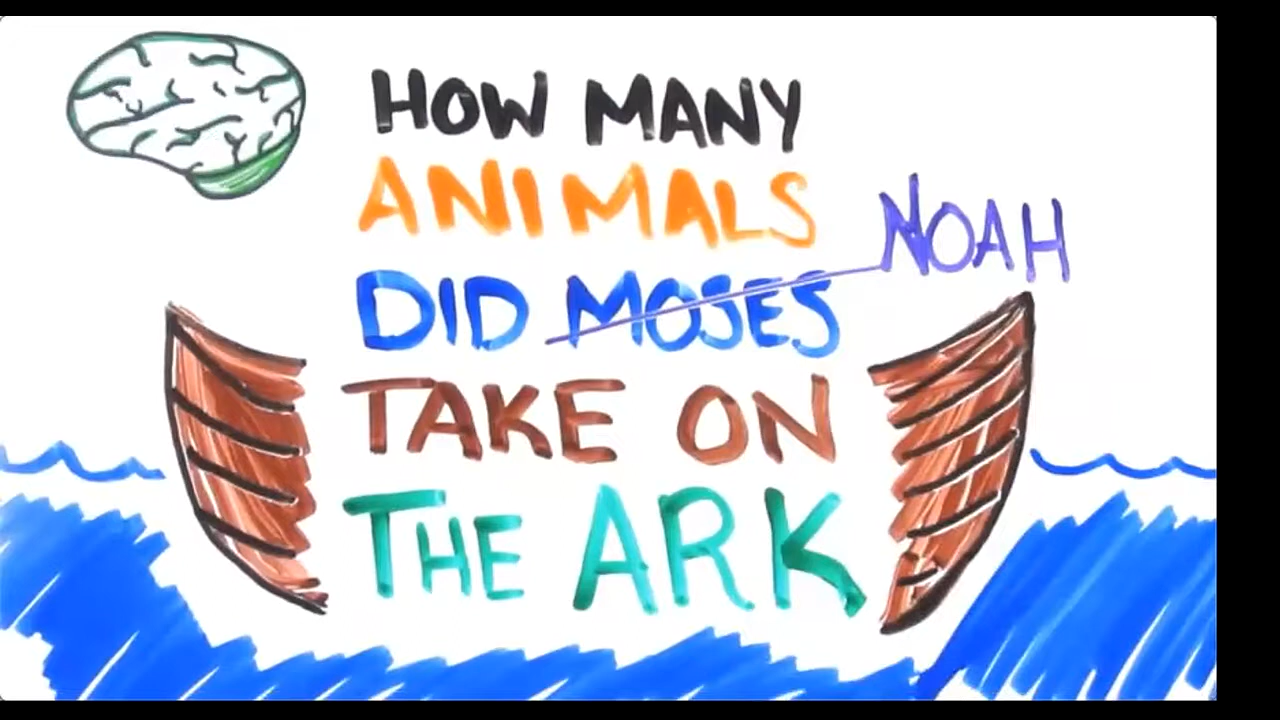 HOW MANY
ANIMALS
NOAH
DID MOSES
TAKE ON
THE ARK